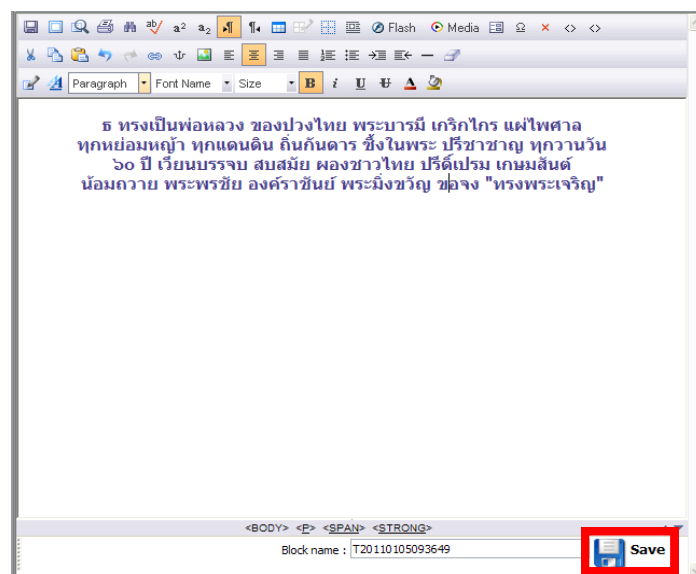 ab a² a₂ Flash Media
Paragraph Font Name Size B i U
ธ ทรงเป็นพ่อหลวง ของปวงไทย พระบารมี เกริกไกร แผ่ไพศาล
ทุกหย่อมหญ้า ทุกแดนดิน ถิ่นกันดาร ซึ้งในพระ ปรีชาชาญ ทุกวานวัน
๖๐ ปี เวียนบรรจบ สบสมัย ผองชาวไทย ปรีดิ์เปรม เกษมสันต์
น้อมถวาย พระพรชัย องค์ราชันย์ พระมิ่งขวัญ ขอจง "ทรงพระเจริญ"
<BODY> <P> <SPAN> <STRONG>
Block name : T20110105093649 Save